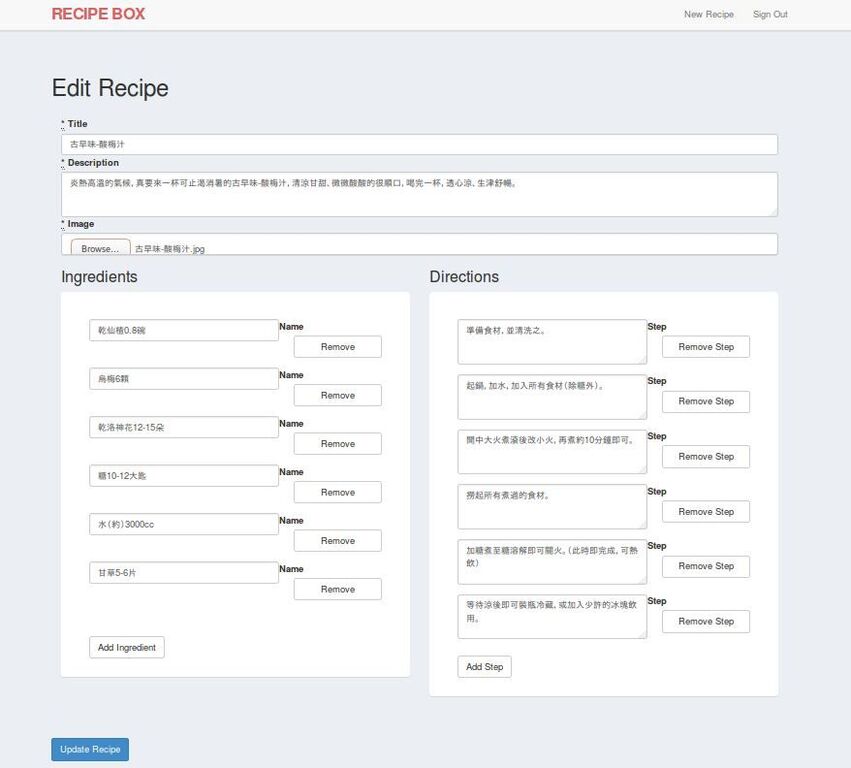 RECIPE BOX
New Recipe
Sign Out
Edit Recipe
* Title
古早味-酸梅汁
* Description
炎熱高溫的氣候，真要來一杯可止渴消暑的古早味-酸梅汁，清涼甘甜、微微酸酸的很順口，喝完一杯，透心涼、生津舒暢。
* Image
Browse...
古早味-酸梅汁.jpg
Ingredients
乾仙楂0.8碗
Name
Remove
烏梅6顆
Name
Remove
乾洛神花12-15朵
Name
Remove
糖10-12大匙
Name
Remove
水（約）3000cc
Name
Remove
甘草5-6片
Name
Remove
Add Ingredient
Directions
準備食材，並清洗之。
Step
Remove Step
起鍋，加水，加入所有食材（除糖外）。
Step
Remove Step
開中大火煮滾後改小火，再煮約10分鐘即可。
Step
Remove Step
撈起所有煮過的食材。
Step
Remove Step
加糖煮至糖溶解即可關火。（此時即完成，可熱
飲）
Step
Remove Step
等待涼後即可裝瓶冷藏，或加入少許的冰塊飲
用。
Step
Remove Step
Add Step
Update Recipe